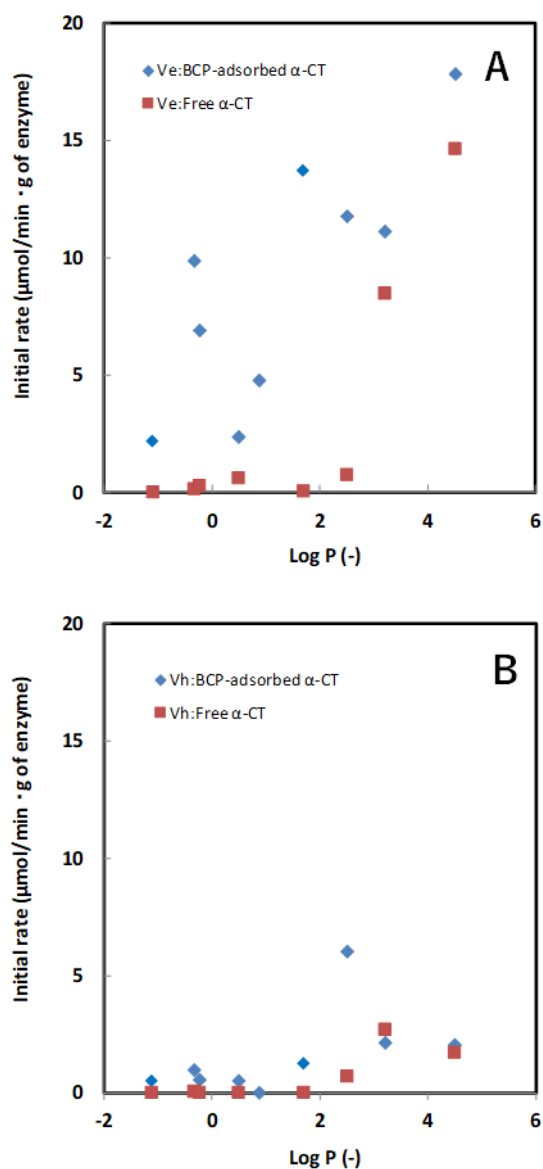 20
15
10
5
0
-2 0 2 4 6
A
Ve:BCP-adsorbed α-CT
Ve:Free α-CT
Initial rate (μmol/min・g of enzyme)
Log P (-)
20
15
10
5
0
-2 0 2 4 6
B
Vh:BCP-adsorbed α-CT
Vh:Free α-CT
Initial rate (μmol/min・g of enzyme)
Log P (-)